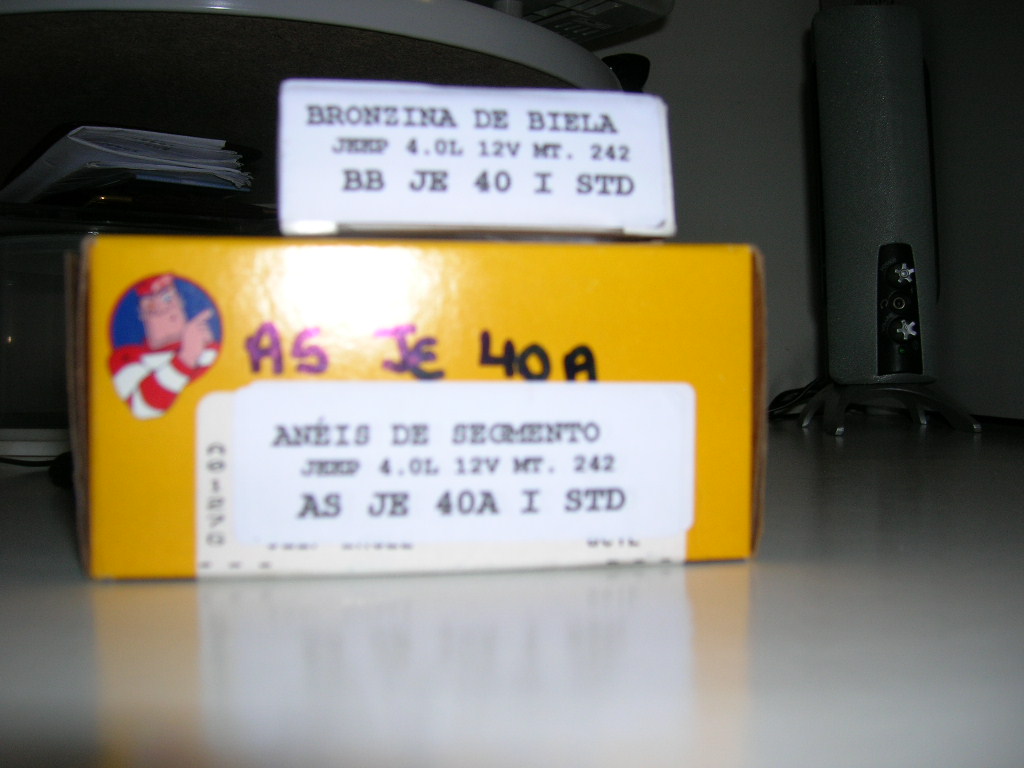 BRONZINA DE BIELA
JEEP 4.0L 12V MT. 242
BB JE 40 I STD
AS JE 40A
ANÉIS DE SEGMENTO
JEEP 4.0L 12V MT. 242
AS JE 40A I STD